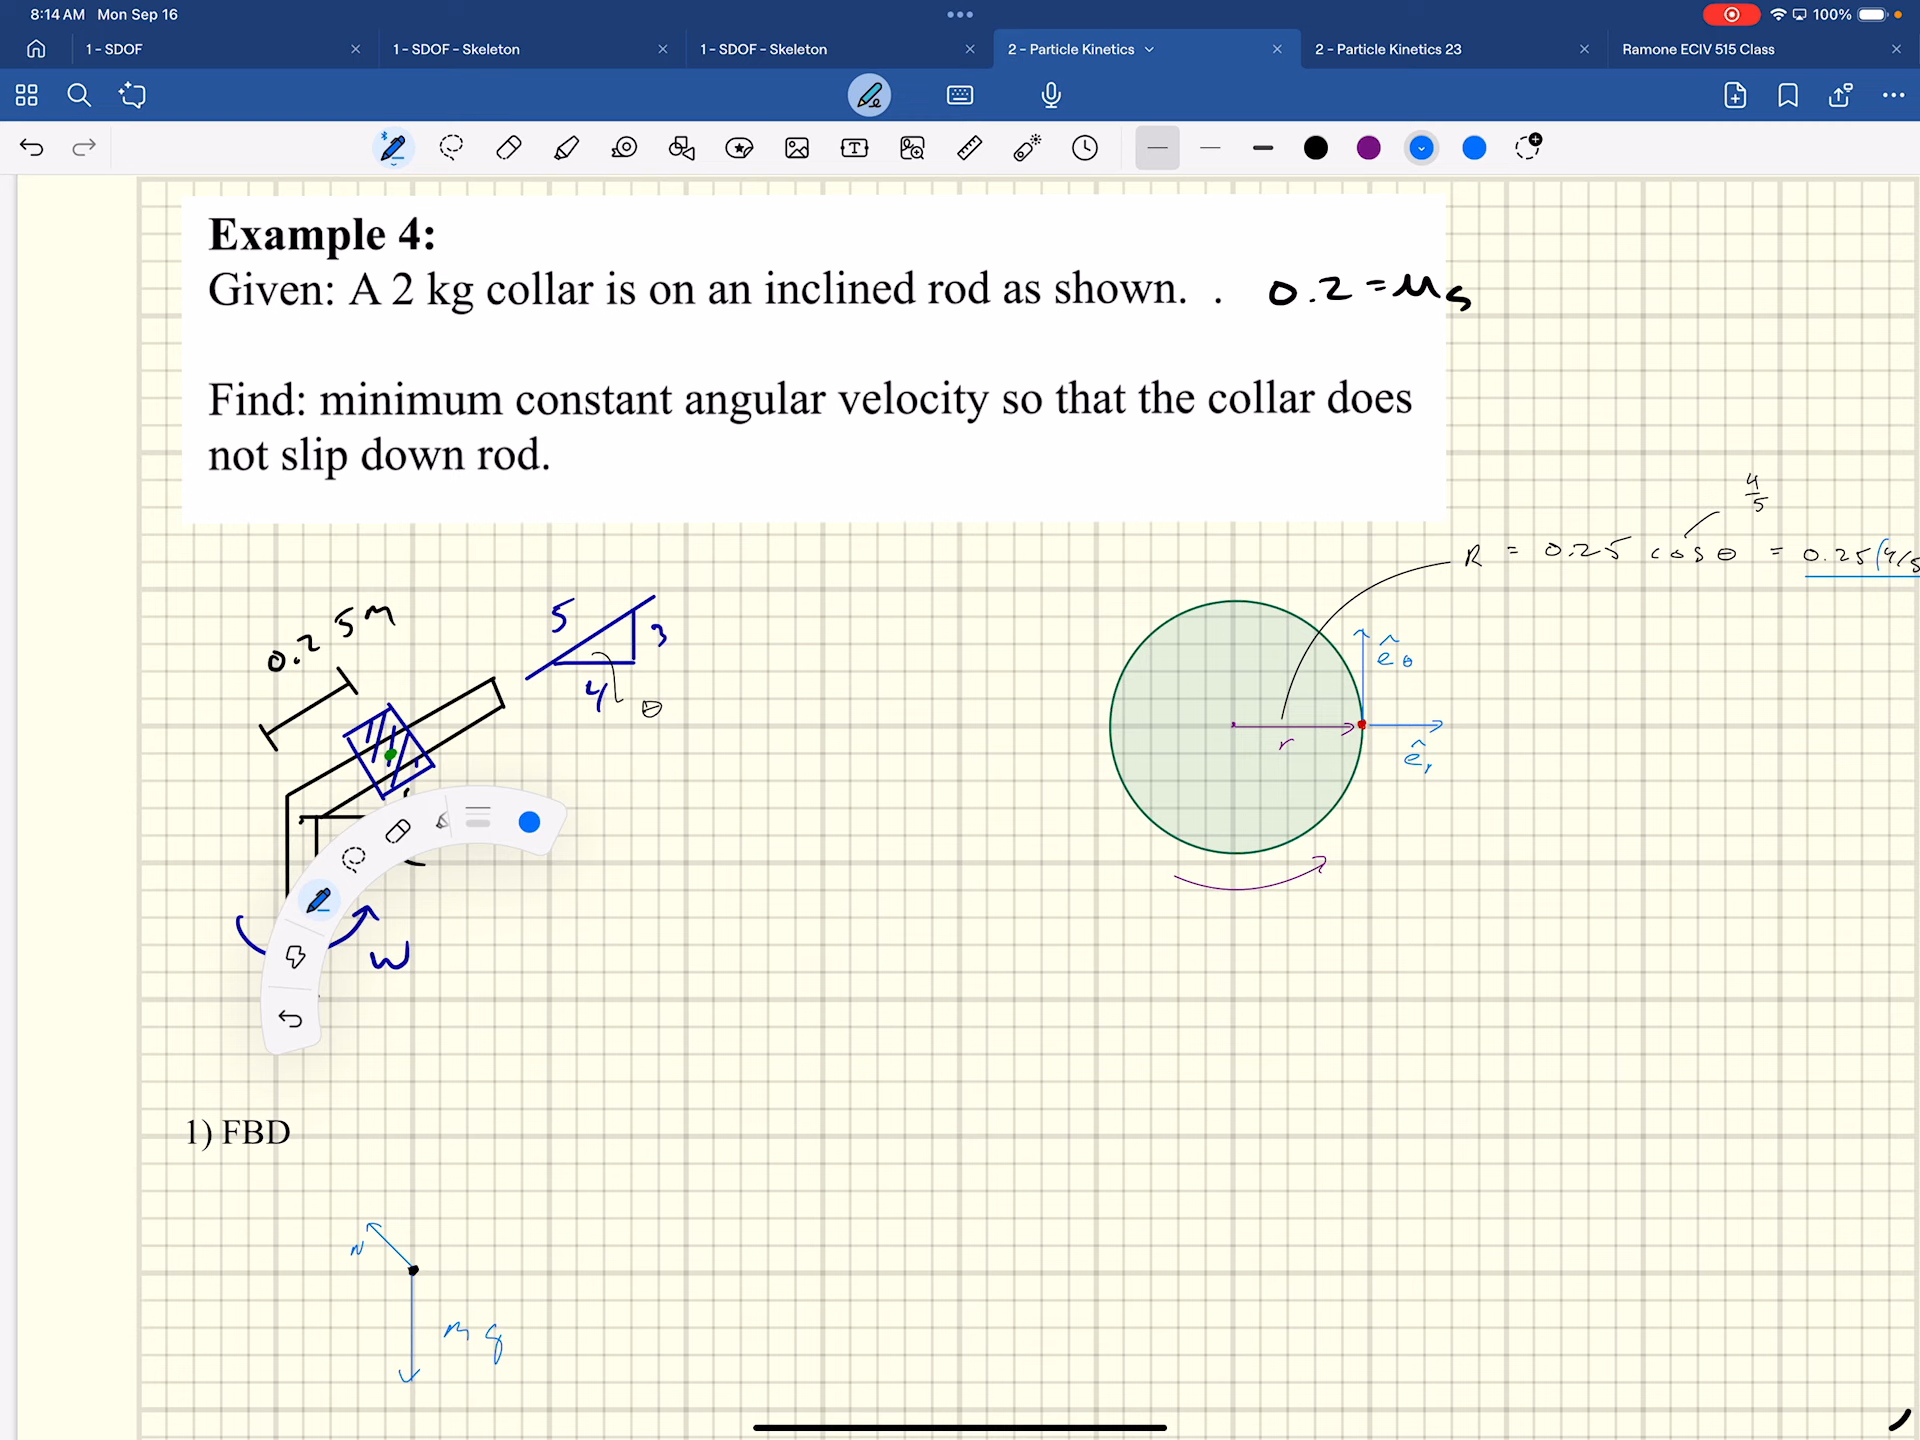 8:14 AM Mon Sep 16
100%
1 - SDOF
1 - SDOF - Skeleton
1 - SDOF - Skeleton
2 - Particle Kinetics
2 - Particle Kinetics 23
Ramone ECIV 515 Class
Example 4:
Given: A 2 kg collar is on an inclined rod as shown. . 0.2 = μs
Find: minimum constant angular velocity so that the collar does
not slip down rod.
4/5
R = 0.25 cos θ = 0.25(4/5
0.25m
5
3
4
θ
êθ
r
êr
ω
1) FBD
N
mg